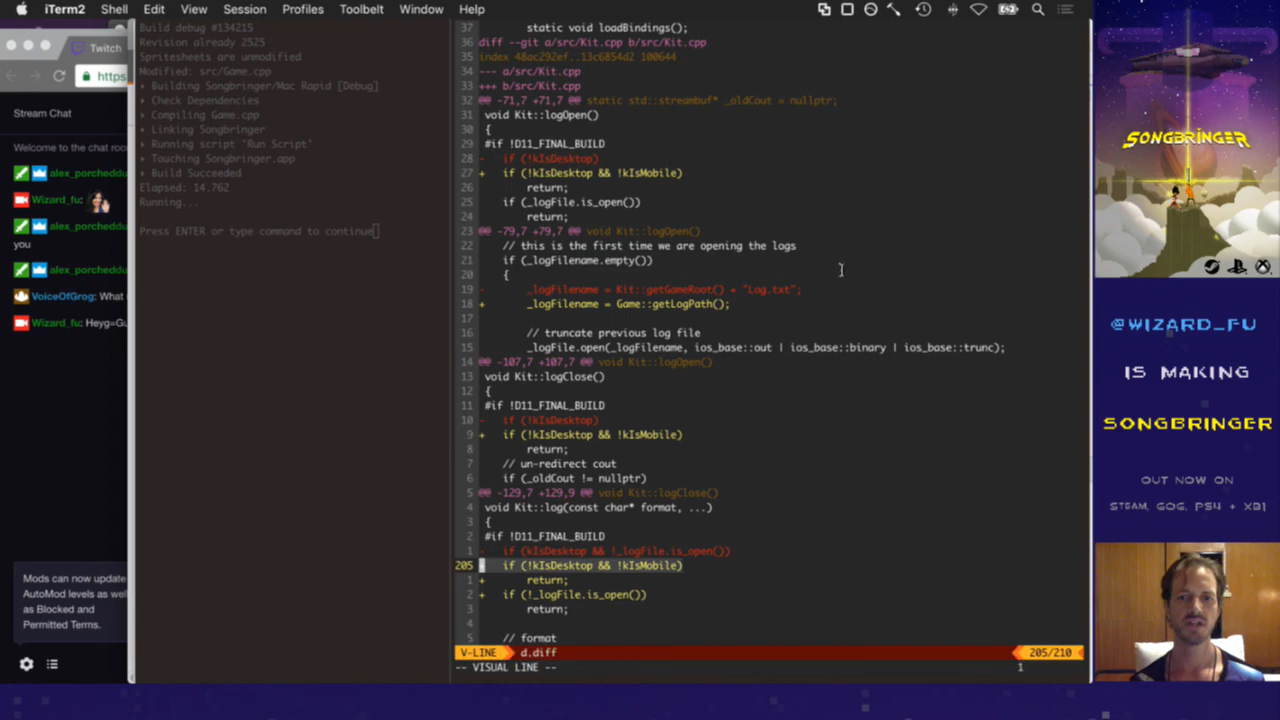 iTerm2 Shell Edit View Session Profiles Toolbelt Window Help
Twitch
https
Stream Chat
Welcome to the chat roo
alex_porcheddu
Wizard_fu:
alex_porcheddu
you
alex_porcheddu
VoiceOfGrog: What
Wizard_fu: Heyg=Gu
Mods can now update
AutoMod levels as well
as Blocked and
Permitted Terms.
Build debug #134215
Revision already 2525
Spritesheets are unmodified
Modified: src/Game.cpp
Building Songbringer/Mac Rapid [Debug]
Check Dependencies
Compiling Game.cpp
Linking Songbringer
Running script 'Run Script'
Touching Songbringer.app
Build Succeeded
Elapsed: 14.762
Running...
Press ENTER or type command to continue
37 static void loadBindings();
36 diff --git a/src/Kit.cpp b/src/Kit.cpp
35 index 48ac292ef..13c6854d2 100644
34 --- a/src/Kit.cpp
33 +++ b/src/Kit.cpp
32 @@ -71,7 +71,7 @@ static std::streambuf* _oldCout = nullptr;
31 void Kit::logOpen()
30 {
29 #if !D11_FINAL_BUILD
28 - if (!kIsDesktop)
27 + if (!kIsDesktop && !kIsMobile)
26 return;
25 if (_logFile.is_open())
24 return;
23 @@ -79,7 +79,7 @@ void Kit::logOpen()
22 // this is the first time we are opening the logs
21 if (_logFilename.empty())
20 {
19 - _logFilename = Kit::getGameRoot() + "Log.txt";
18 + _logFilename = Game::getLogPath();
17
16 // truncate previous log file
15 _logFile.open(_logFilename, ios_base::out | ios_base::binary | ios_base::trunc);
14 @@ -107,7 +107,7 @@ void Kit::logOpen()
13 void Kit::logClose()
12 {
11 #if !D11_FINAL_BUILD
10 - if (!kIsDesktop)
9 + if (!kIsDesktop && !kIsMobile)
8 return;
7 // un-redirect cout
6 if (_oldCout != nullptr)
5 @@ -129,7 +129,9 @@ void Kit::logClose()
4 void Kit::log(const char* format, ...)
3 {
2 #if !D11_FINAL_BUILD
1 - if (kIsDesktop && !_logFile.is_open())
205 + if (!kIsDesktop && !kIsMobile)
1 + return;
2 + if (!_logFile.is_open())
3 return;
4
5 // format
V-LINE d.diff 205/210
-- VISUAL LINE -- 1
SONGBRINGER
@WIZARD_FU
IS MAKING
SONGBRINGER
OUT NOW ON
STEAM, GOG, PS4 + XB1